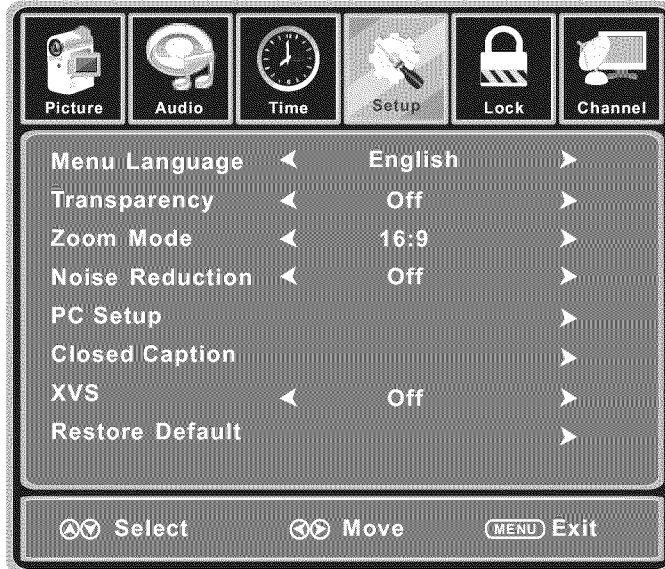 Picture Audio Time Setup Lock Channel
Menu Language English
Transparency Off
Zoom Mode 16:9
Noise Reduction Off
PC Setup
Closed Caption
XVS Off
Restore Default
Select Move MENU Exit